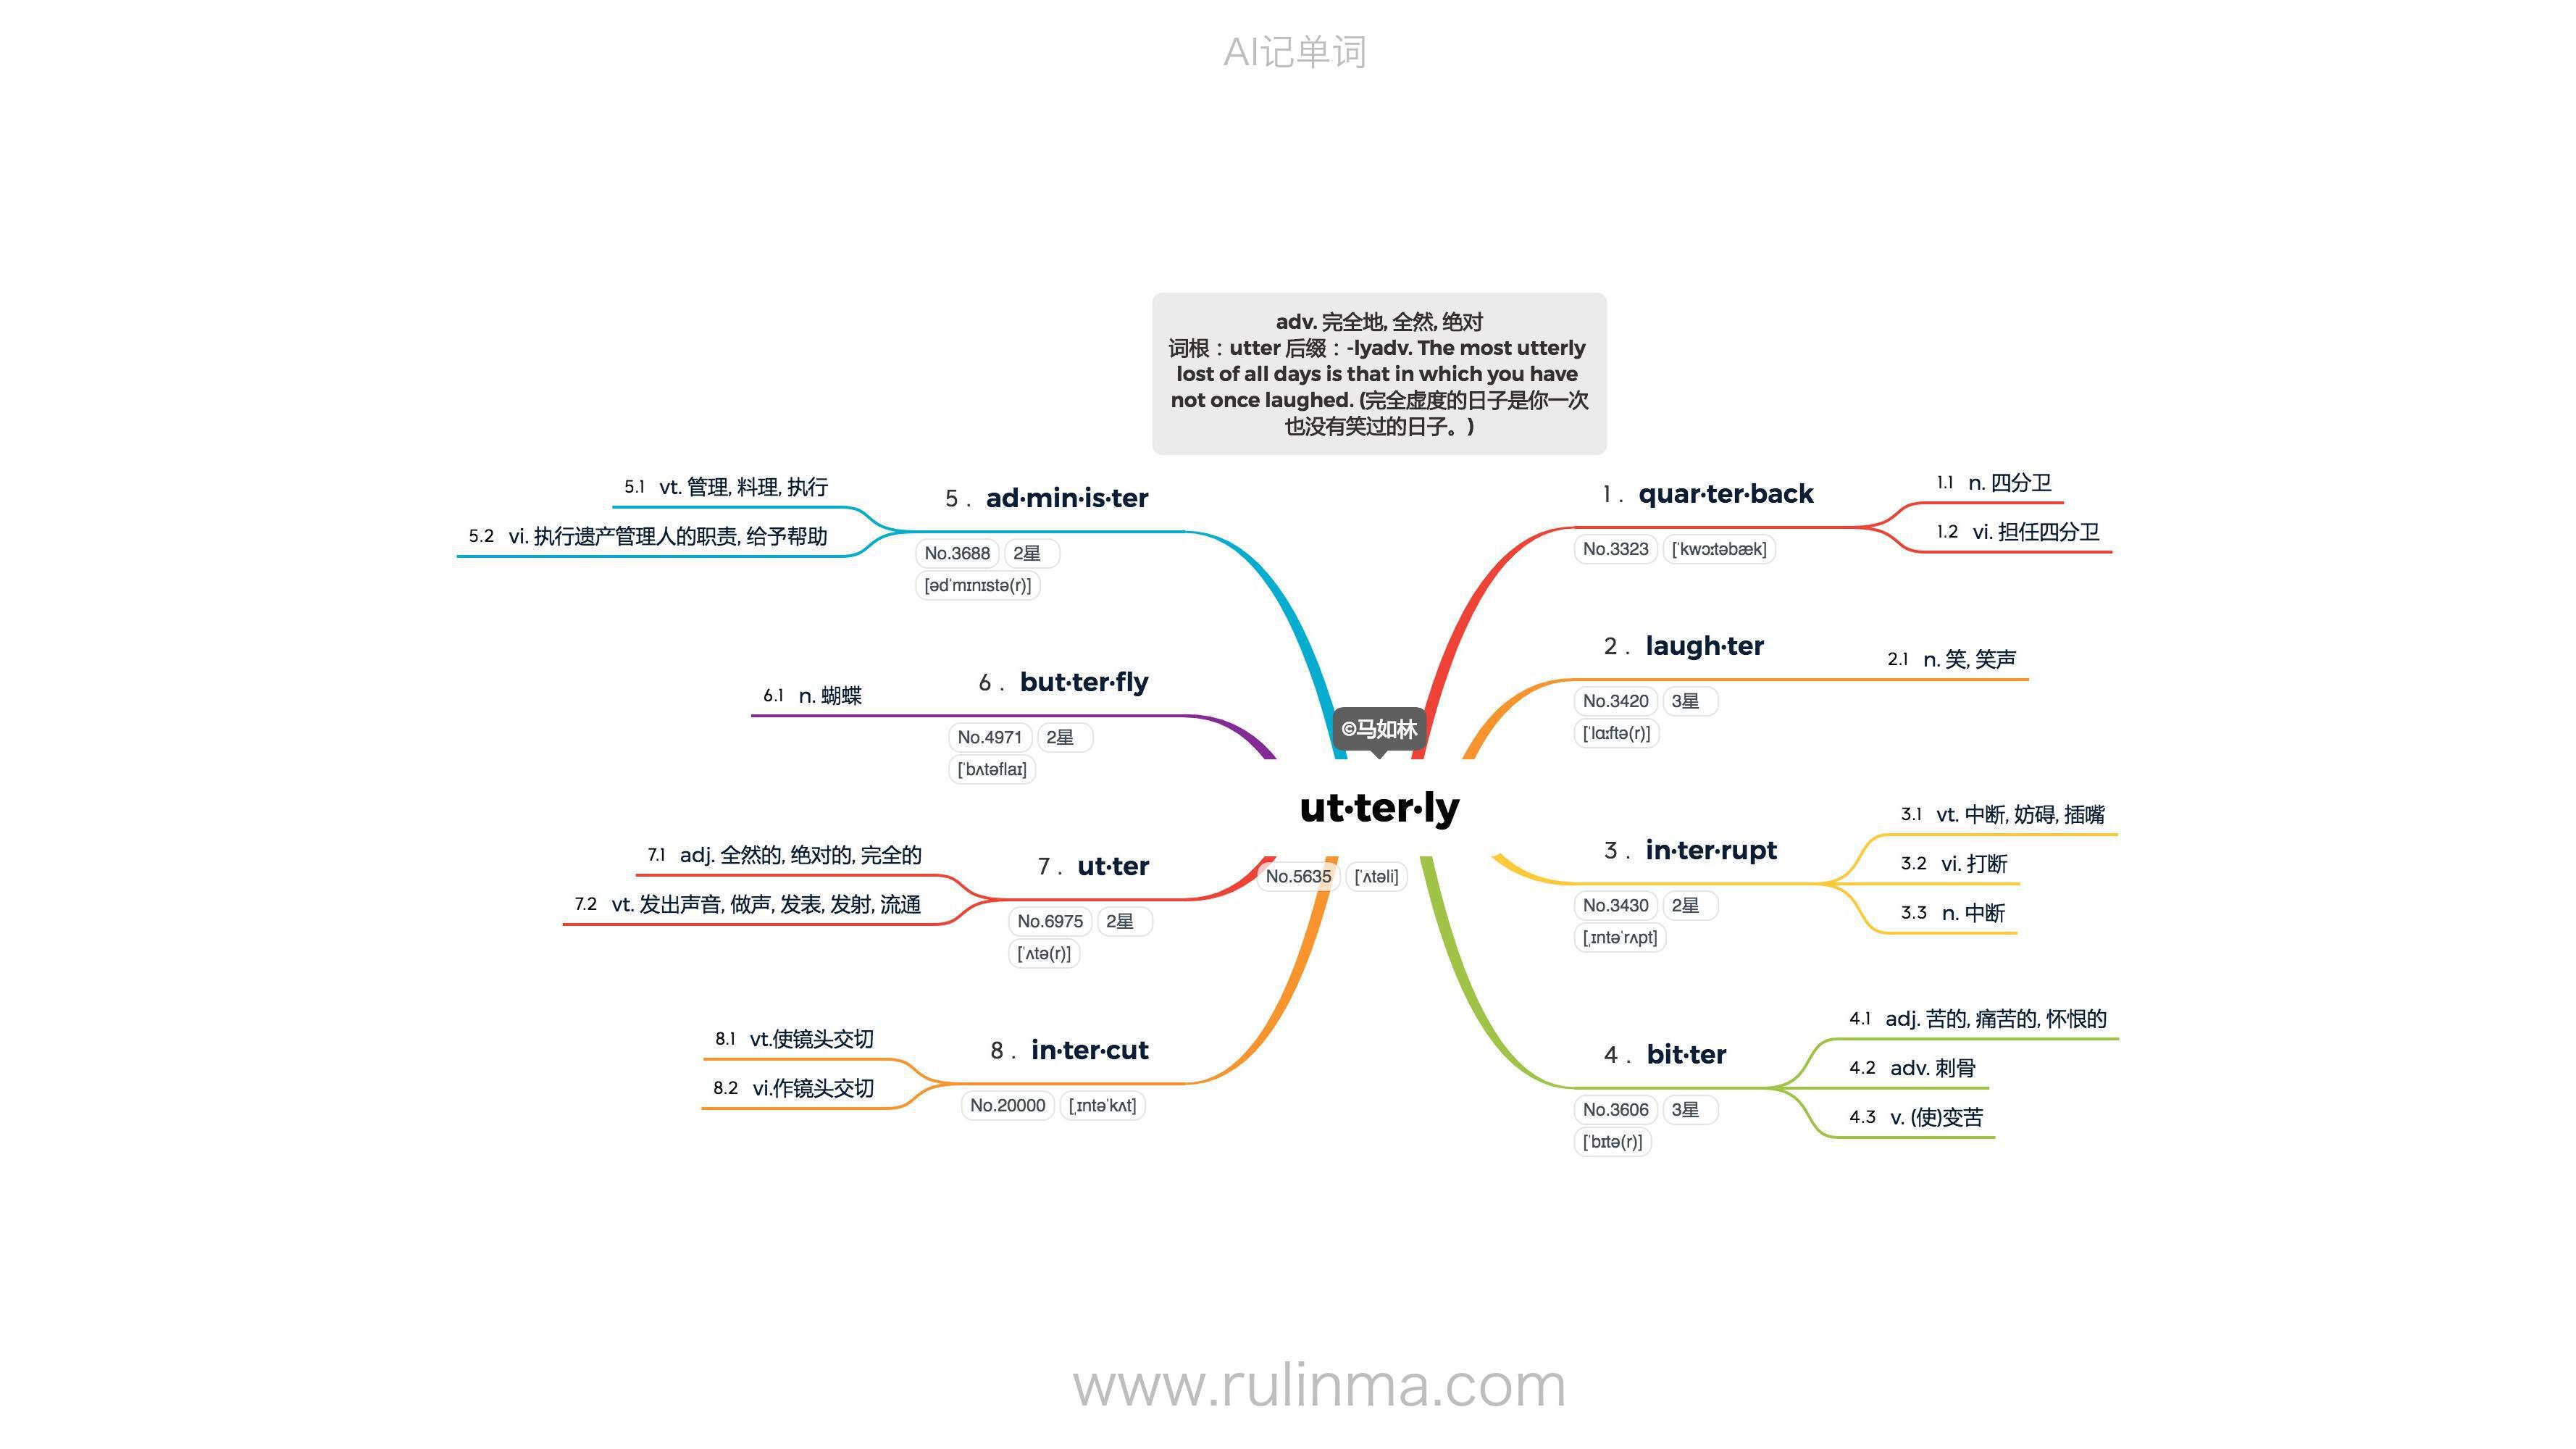 AI记单词
adv. 完全地, 全然, 绝对
词根：utter 后缀：-lyadv. The most utterly
lost of all days is that in which you have
not once laughed. (完全虚度的日子是你一次
也没有笑过的日子。)
©马如林
ut·ter·ly
No.5635 [ˈʌtəli]
1 . quar·ter·back
No.3323 [ˈkwɔːtəbæk]
1.1 n. 四分卫
1.2 vi. 担任四分卫
2 . laugh·ter
No.3420 3星
[ˈlɑːftə(r)]
2.1 n. 笑, 笑声
3 . in·ter·rupt
No.3430 2星
[ˌɪntəˈrʌpt]
3.1 vt. 中断, 妨碍, 插嘴
3.2 vi. 打断
3.3 n. 中断
4 . bit·ter
No.3606 3星
[ˈbɪtə(r)]
4.1 adj. 苦的, 痛苦的, 怀恨的
4.2 adv. 刺骨
4.3 v. (使)变苦
5 . ad·min·is·ter
No.3688 2星
[ədˈmɪnɪstə(r)]
5.1 vt. 管理, 料理, 执行
5.2 vi. 执行遗产管理人的职责, 给予帮助
6 . but·ter·fly
No.4971 2星
[ˈbʌtəflaɪ]
6.1 n. 蝴蝶
7 . ut·ter
No.6975 2星
[ˈʌtə(r)]
7.1 adj. 全然的, 绝对的, 完全的
7.2 vt. 发出声音, 做声, 发表, 发射, 流通
8 . in·ter·cut
No.20000 [ˌɪntəˈkʌt]
8.1 vt.使镜头交切
8.2 vi.作镜头交切
www.rulinma.com